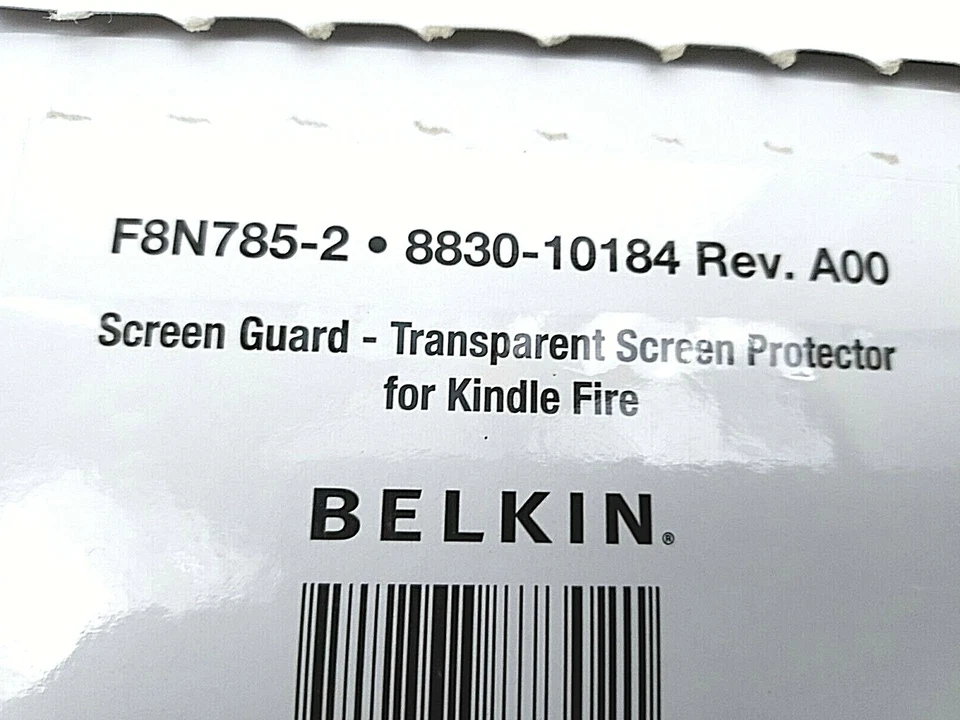 F8N785-2 • 8830-10184 Rev. A00
Screen Guard - Transparent Screen Protector
for Kindle Fire
BELKIN®